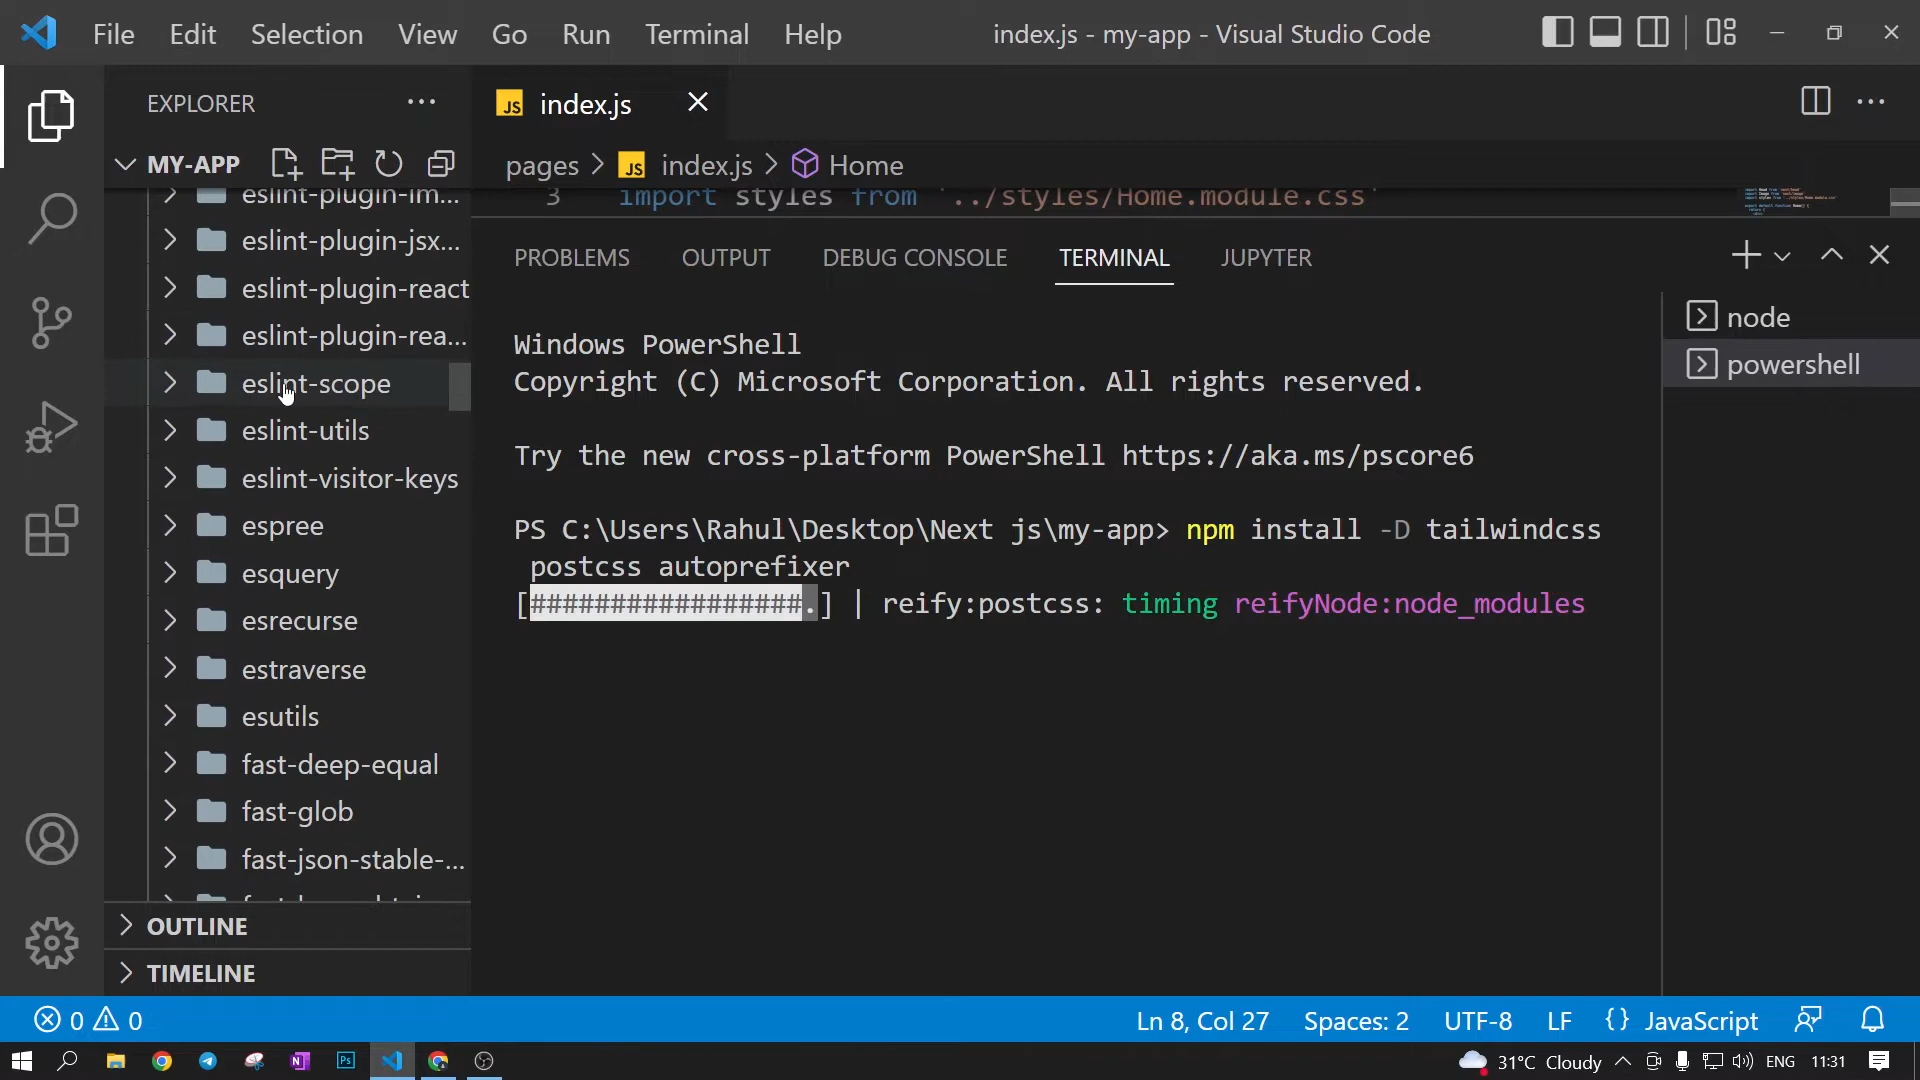 File Edit Selection View Go Run Terminal Help
index.js - my-app - Visual Studio Code
EXPLORER
MY-APP
eslint-plugin-im...
eslint-plugin-jsx...
eslint-plugin-react
eslint-plugin-rea...
eslint-scope
eslint-utils
eslint-visitor-keys
espree
esquery
esrecurse
estraverse
esutils
fast-deep-equal
fast-glob
fast-json-stable-...
OUTLINE
TIMELINE
JS index.js
pages > JS index.js > Home
3 import styles from '../styles/Home.module.css'
PROBLEMS OUTPUT DEBUG CONSOLE TERMINAL JUPYTER
Windows PowerShell
Copyright (C) Microsoft Corporation. All rights reserved.
Try the new cross-platform PowerShell https://aka.ms/pscore6
PS C:\Users\Rahul\Desktop\Next js\my-app> npm install -D tailwindcss
postcss autoprefixer
[#################.] | reify:postcss: timing reifyNode:node_modules
node
powershell
0 0
Ln 8, Col 27 Spaces: 2 UTF-8 LF {} JavaScript
N Ps
31°C Cloudy ENG 11:31